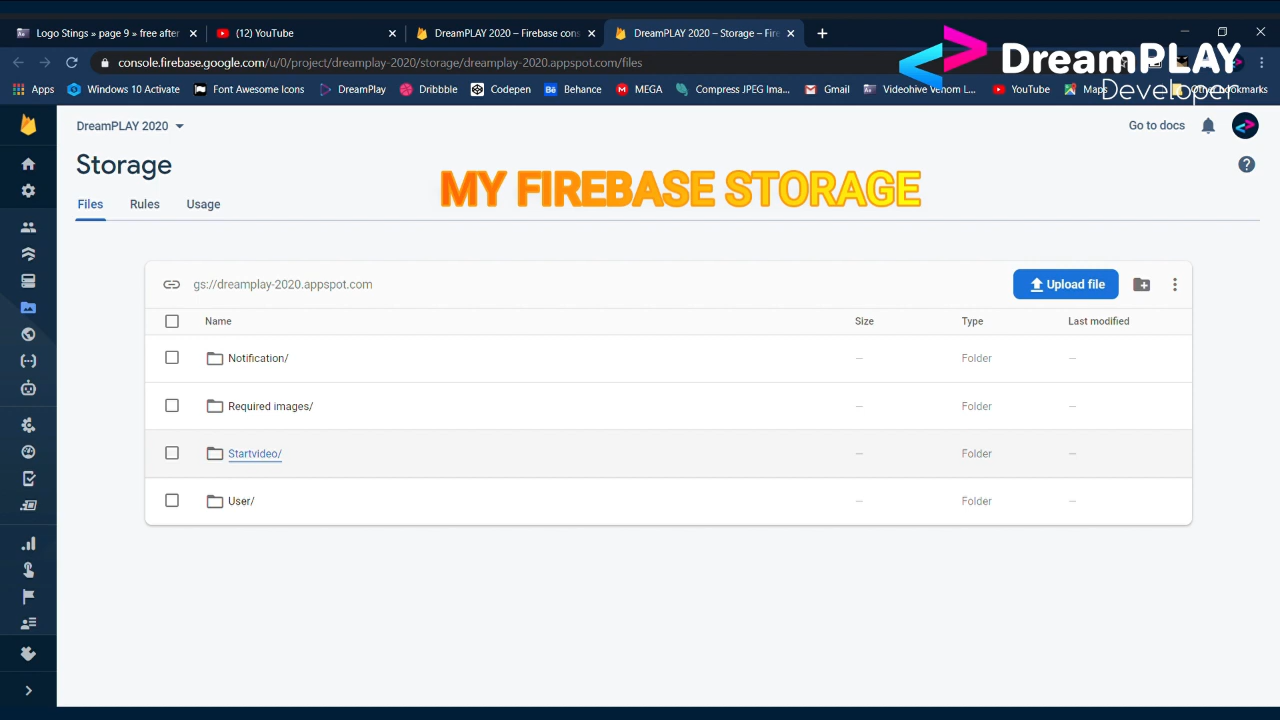 Logo Stings » page 9 » free after
(12) YouTube
DreamPLAY 2020 – Firebase cons
DreamPLAY 2020 – Storage – Fire
console.firebase.google.com/u/0/project/dreamplay-2020/storage/dreamplay-2020.appspot.com/files
DreamPLAY
Developer
Apps
Windows 10 Activate
Font Awesome Icons
DreamPlay
Dribbble
Codepen
Behance
MEGA
Compress JPEG Ima...
Gmail
Videohive Venom L...
YouTube
Maps
Other bookmarks
DreamPLAY 2020
Go to docs
Storage
MY FIREBASE STORAGE
Files
Rules
Usage
gs://dreamplay-2020.appspot.com
Upload file
Name
Size
Type
Last modified
Notification/ — Folder —
Required images/ — Folder —
Startvideo/ — Folder —
User/ — Folder —